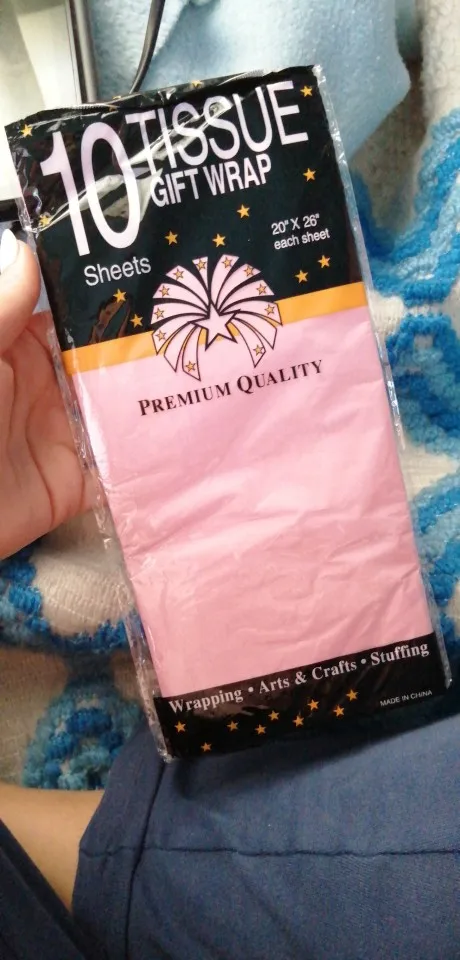 10 TISSUE
GIFT WRAP
Sheets
20" X 26"
each sheet
PREMIUM QUALITY
Wrapping • Arts & Crafts • Stuffing
MADE IN CHINA